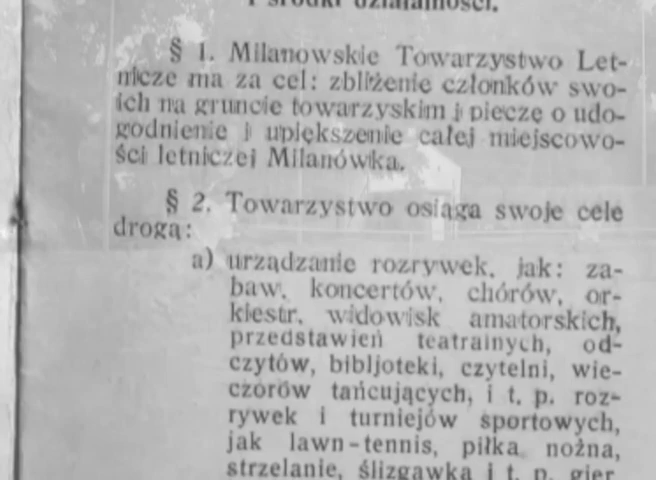 i środki działalności.
§ 1. Milanowskie Towarzystwo Let-
nicze ma za cel: zbliżenie członków swo-
ich na gruncie towarzyskim i pieczę o udo-
godnienie i upiększenie całej miejscowo-
ści letniczej Milanówka.
§ 2. Towarzystwo osiąga swoje cele
drogą:
a) urządzanie rozrywek, jak: za-
baw, koncertów, chórów, or-
kiestr, widowisk amatorskich,
przedstawień teatralnych, od-
czytów, bibljoteki, czytelni, wie-
czorów tańcujących, i t. p. roz-
rywek i turniejów sportowych,
jak lawn-tennis, piłka nożna,
strzelanie, ślizgawka i t. p. gier